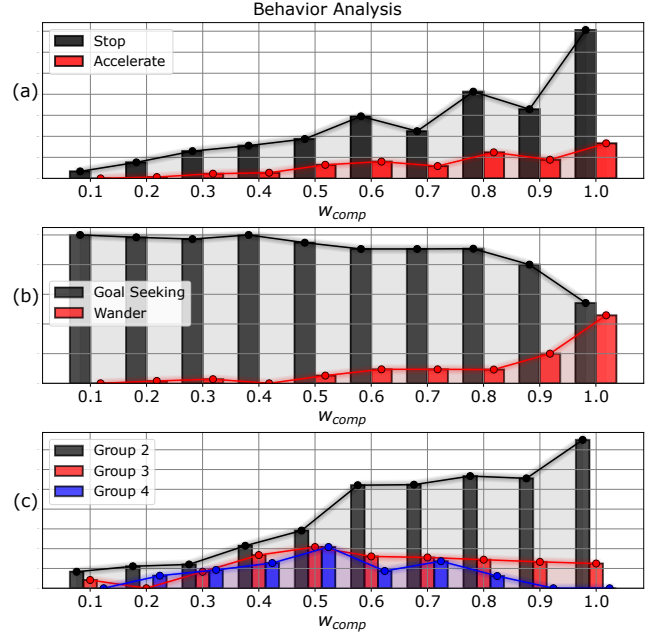 Behavior Analysis
(a)
Stop
Accelerate
0.1 0.2 0.3 0.4 0.5 0.6 0.7 0.8 0.9 1.0
w_comp
(b)
Goal Seeking
Wander
0.1 0.2 0.3 0.4 0.5 0.6 0.7 0.8 0.9 1.0
w_comp
(c)
Group 2
Group 3
Group 4
0.1 0.2 0.3 0.4 0.5 0.6 0.7 0.8 0.9 1.0
w_comp